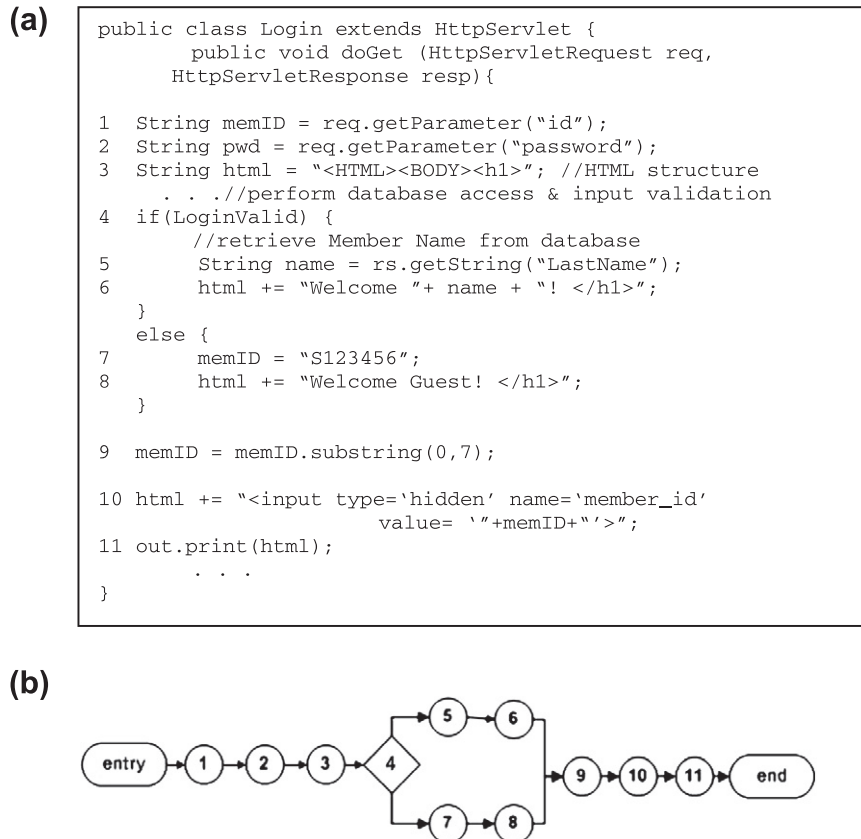 (a)
public class Login extends HttpServlet {
public void doGet (HttpServletRequest req,
HttpServletResponse resp){
1 String memID = req.getParameter(“id”);
2 String pwd = req.getParameter(“password”);
3 String html = “<HTML><BODY><h1>”; //HTML structure
. . .//perform database access & input validation
4 if(LoginValid) {
//retrieve Member Name from database
5 String name = rs.getString(“LastName”);
6 html += “Welcome ”+ name + “! </h1>”;
}
else {
7 memID = “S123456”;
8 html += “Welcome Guest! </h1>”;
}
9 memID = memID.substring(0,7);
10 html += “<input type=‘hidden’ name=‘member_id’
value= ‘”+memID+“’>”;
11 out.print(html);
. . .
}
(b)
5 6
entry 1 2 3 4 9 10 11 end
7 8